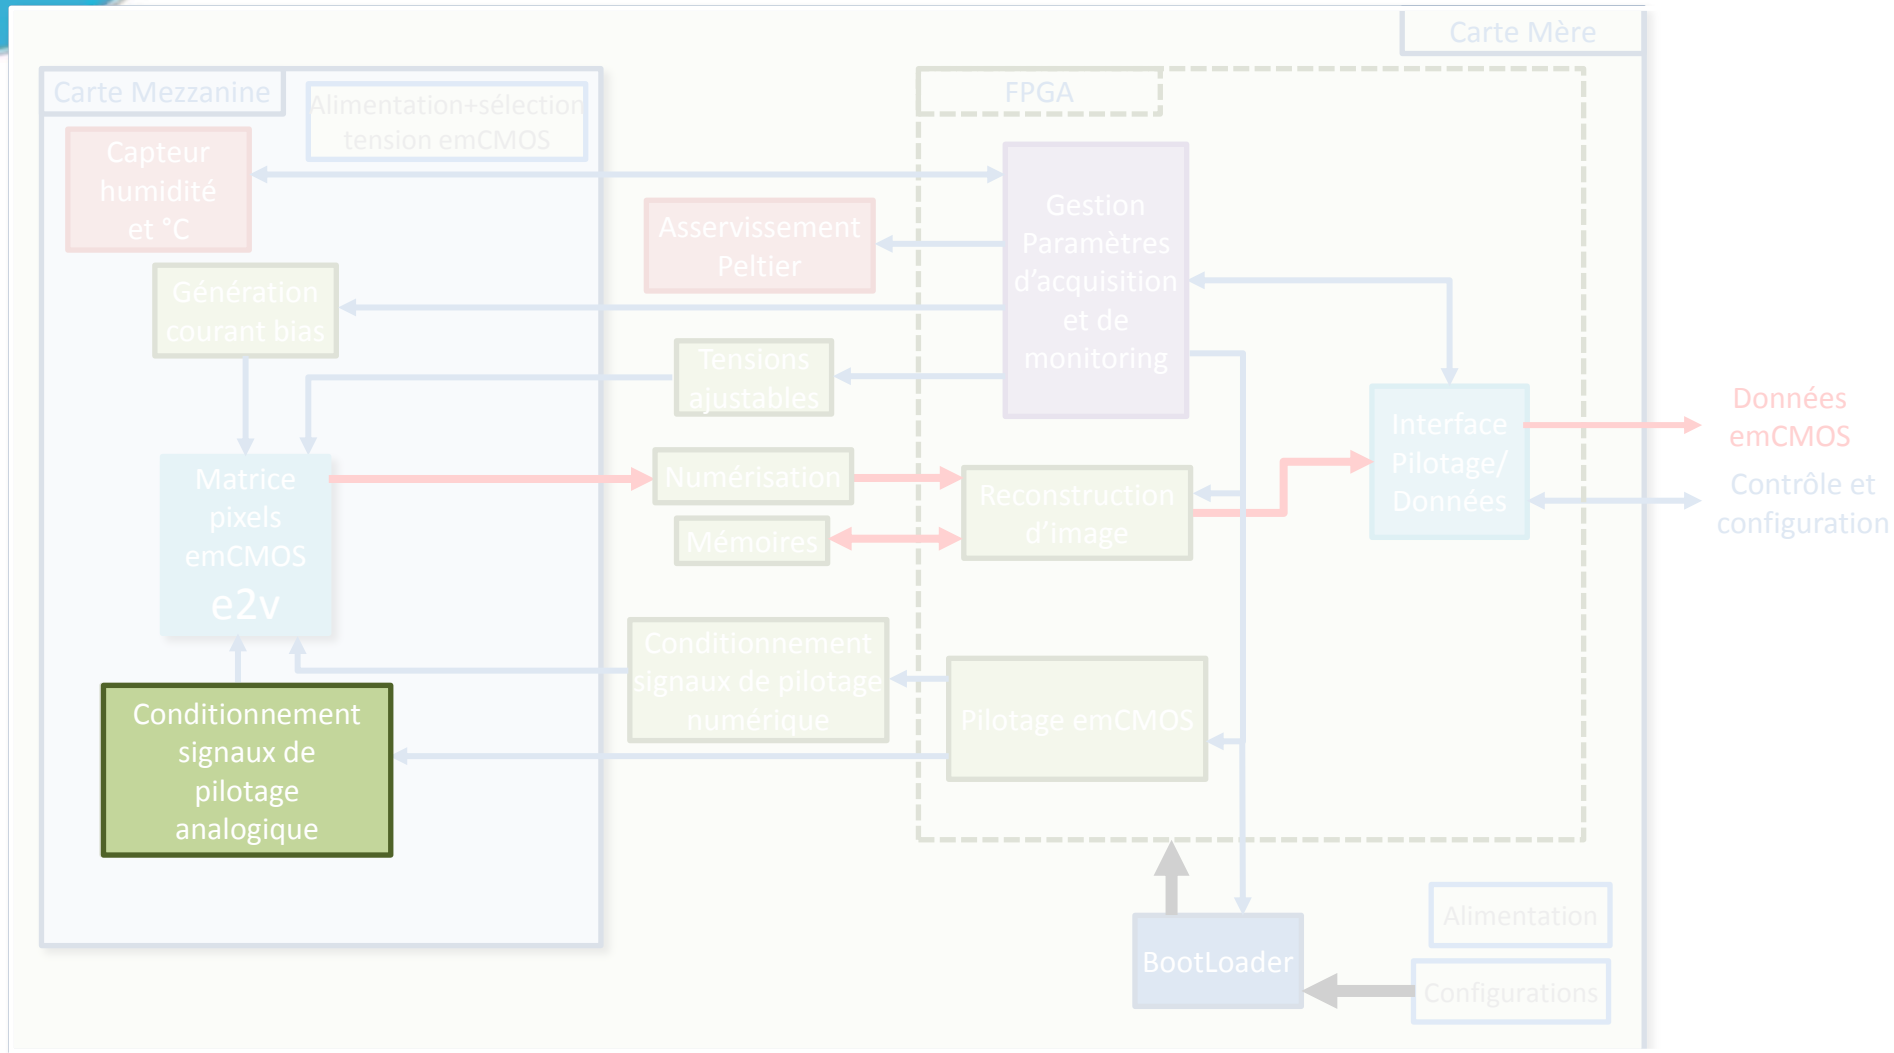 Carte Mère
Carte Mezzanine
Alimentation+sélection
tension emCMOS
FPGA
Capteur
humidité
et °C
Asservissement
Peltier
Gestion
Paramètres
d’acquisition
et de
monitoring
Génération
courant bias
Tensions
ajustables
Interface
Pilotage/
Données
Données
emCMOS
Contrôle et
configuration
Matrice
pixels
emCMOS
e2v
Numérisation
Mémoires
Reconstruction
d’image
Conditionnement
signaux de pilotage
numérique
Pilotage emCMOS
Conditionnement
signaux de
pilotage
analogique
BootLoader
Alimentation
Configurations